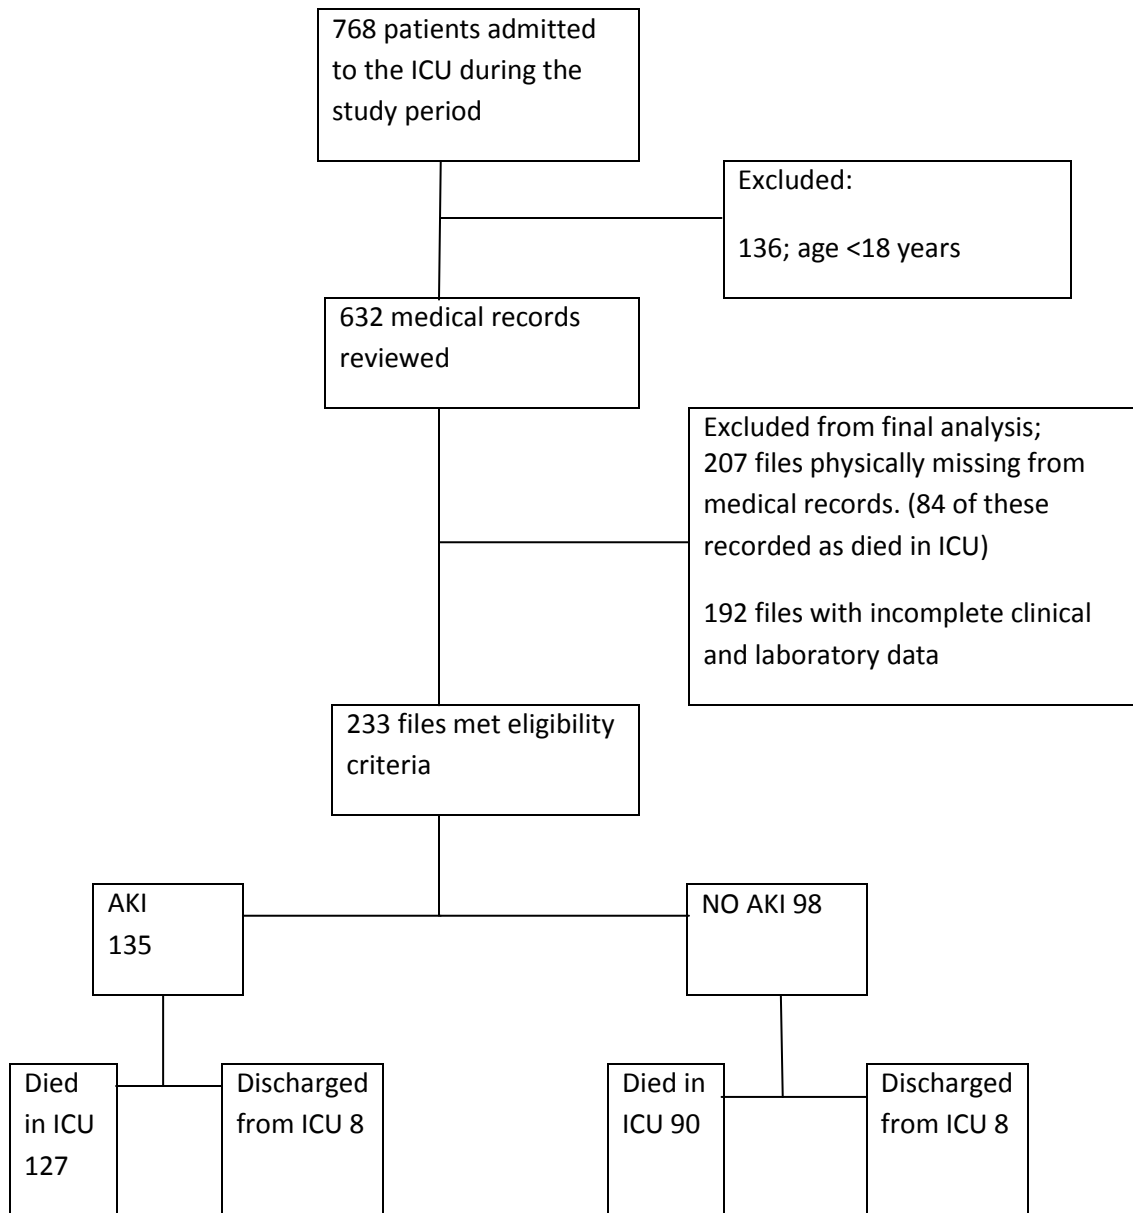 768 patients admitted
to the ICU during the
study period
Excluded:
136; age <18 years
632 medical records
reviewed
Excluded from final analysis;
207 files physically missing from
medical records. (84 of these
recorded as died in ICU)
192 files with incomplete clinical
and laboratory data
233 files met eligibility
criteria
AKI
135
NO AKI 98
Died
in ICU
127
Discharged
from ICU 8
Died in
ICU 90
Discharged
from ICU 8